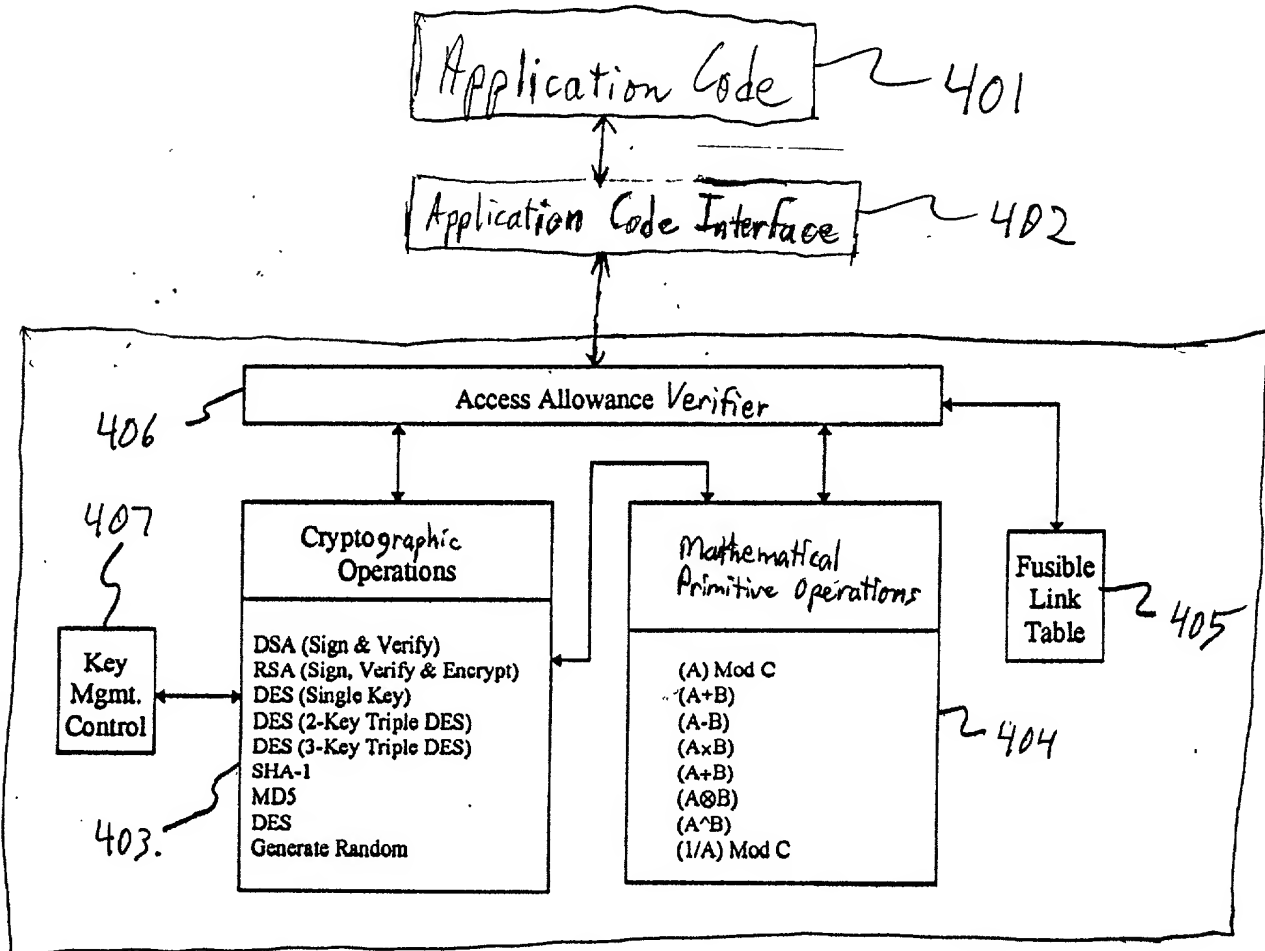 Application Code
401
Application Code Interface
402
Access Allowance Verifier
406
407
Cryptographic
Operations
Mathematical
Primitive Operations
Fusible
Link
Table
405
Key
Mgmt.
Control
DSA (Sign & Verify)
RSA (Sign, Verify & Encrypt)
DES (Single Key)
DES (2-Key Triple DES)
DES (3-Key Triple DES)
SHA-1
MD5
DES
Generate Random
403.
(A) Mod C
(A+B)
(A-B)
(A×B)
(A+B)
(A⊗B)
(A^B)
(1/A) Mod C
404